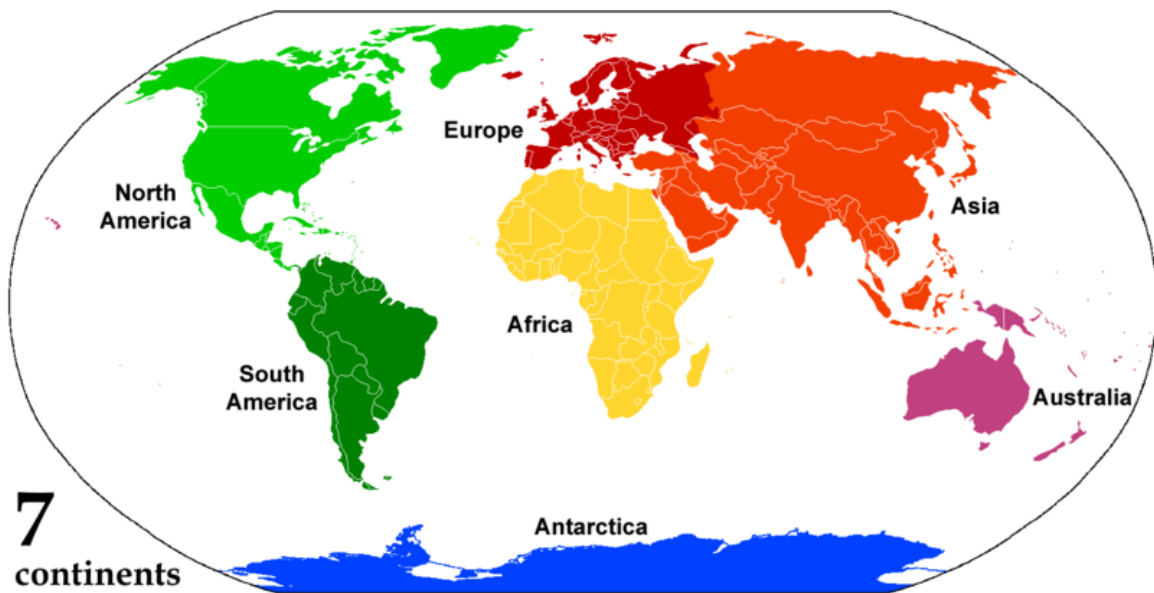 Europe
North
America
Asia
Africa
South
America
Australia
Antarctica
7
continents